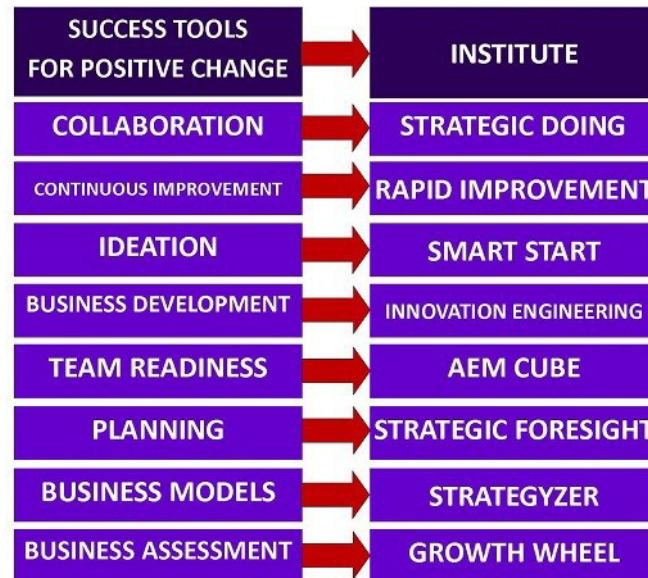 SUCCESS TOOLS
FOR POSITIVE CHANGE
INSTITUTE
COLLABORATION
STRATEGIC DOING
CONTINUOUS IMPROVEMENT
RAPID IMPROVEMENT
IDEATION
SMART START
BUSINESS DEVELOPMENT
INNOVATION ENGINEERING
TEAM READINESS
AEM CUBE
PLANNING
STRATEGIC FORESIGHT
BUSINESS MODELS
STRATEGYZER
BUSINESS ASSESSMENT
GROWTH WHEEL